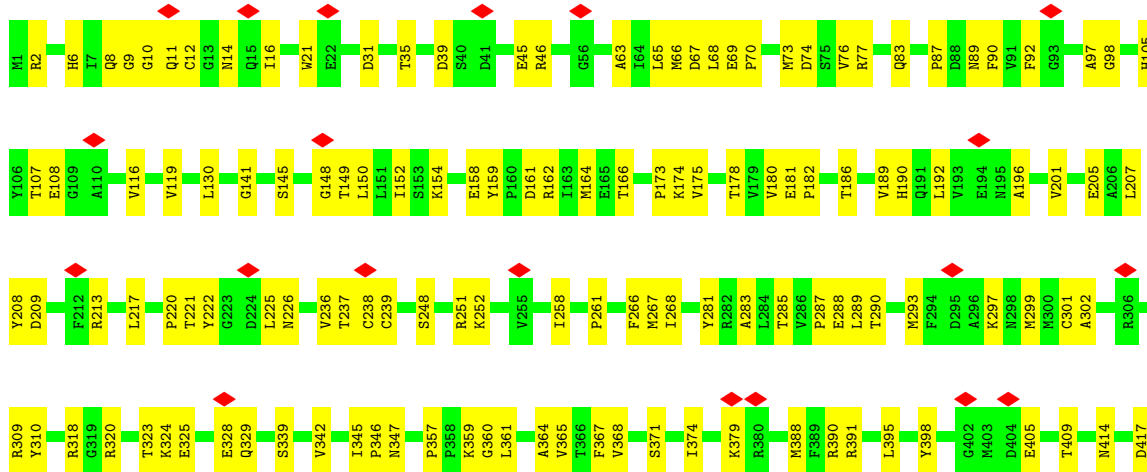 M1 R2 H6 I7 Q8 G9 G10 Q11 C12 G13 N14 Q15 I16 W21 E22 D31 T35 D39 S40 D41 E45 R46 G56 A63 I64 L65 M66 D67 L68 E69 P70 M73 D74 S75 V76 R77 Q83 P87 D88 N89 F90 V91 F92 G93 A97 G98 H105
Y106 T107 E108 G109 A110 V116 V119 L130 G141 S145 G148 T149 L150 L151 I152 S153 K154 E158 Y159 P160 D161 R162 I163 M164 E165 T166 P173 K174 V175 T178 V179 V180 E181 P182 T186 V189 H190 Q191 L192 V193 E194 N195 A196 V201 E205 A206 L207
Y208 D209 F212 R213 L217 P220 T221 Y222 G223 D224 L225 N226 V236 T237 C238 C239 S248 R251 K252 V255 I258 P261 F266 M267 I268 Y281 R282 A283 L284 T285 V286 P287 E288 L289 T290 M293 F294 D295 A296 K297 N298 M299 M300 C301 A302 R306
R309 Y310 R318 G319 R320 T323 K324 E325 E328 Q329 S339 V342 I345 P346 N347 P357 P358 K359 G360 L361 A364 V365 T366 F367 V368 S371 I374 K379 R380 M388 F389 R390 R391 L395 Y398 G402 M403 D404 E405 T409 N414 D417